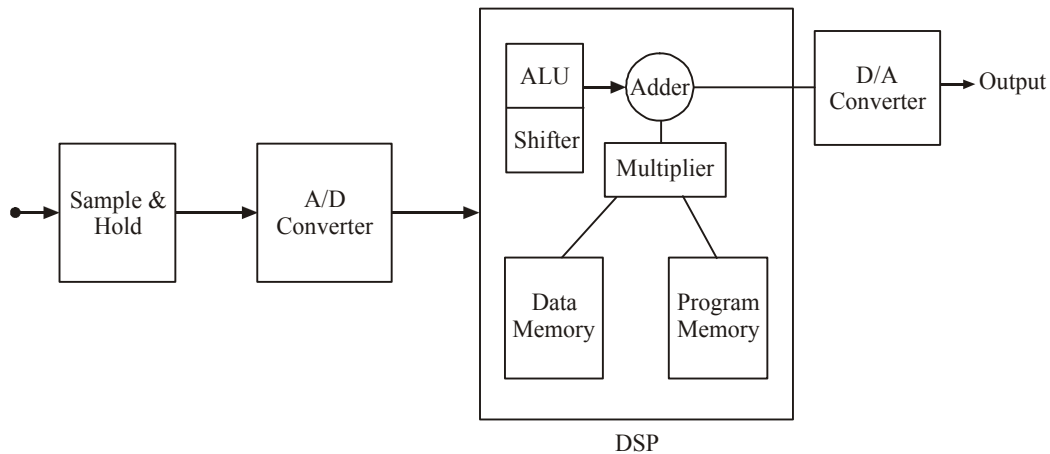 Sample &
Hold
A/D
Converter
ALU
Shifter
Adder
Multiplier
Data
Memory
Program
Memory
DSP
D/A
Converter
Output